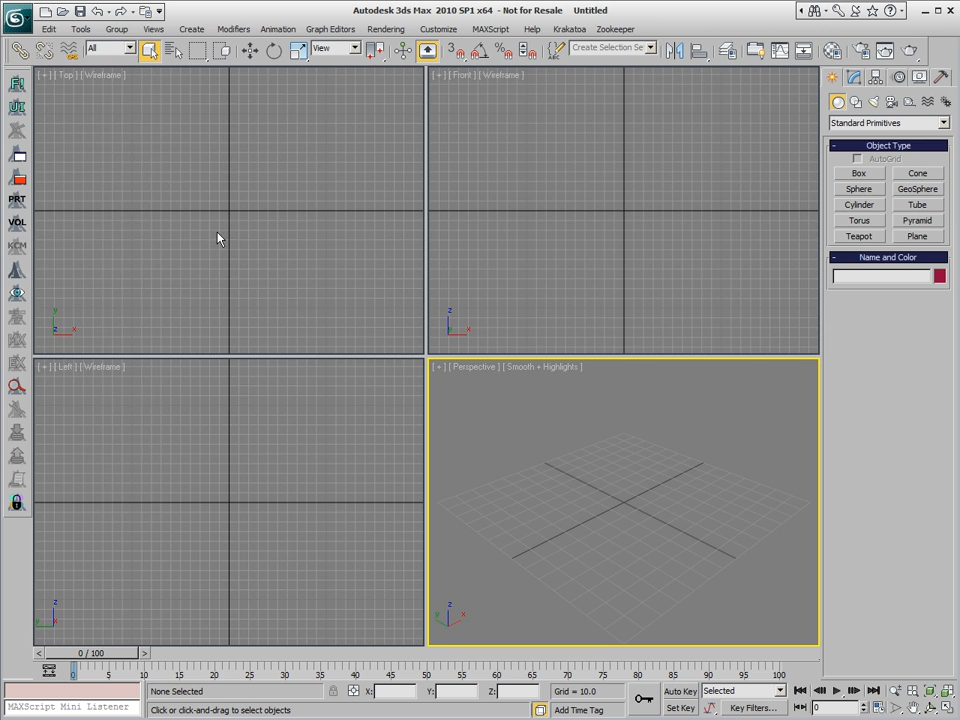 Autodesk 3ds Max 2010 SP1 x64 - Not for Resale Untitled
Edit Tools Group Views Create Modifiers Animation Graph Editors Rendering Customize MAXScript Help Krakatoa Zookeeper
All View Create Selection Se
[ + ] [ Top ] [ Wireframe ]
[ + ] [ Front ] [ Wireframe ]
F!
UI
PRT
VOL
KCM
y
z x
z
y x
Standard Primitives
- Object Type
AutoGrid
Box Cone
Sphere GeoSphere
Cylinder Tube
Torus Pyramid
Teapot Plane
- Name and Color
[ + ] [ Left ] [ Wireframe ]
[ + ] [ Perspective ] [ Smooth + Highlights ]
z
y x
z
y x
< 0 / 100 >
0 5 10 15 20 25 30 35 40 45 50 55 60 65 70 75 80 85 90 95 100
None Selected X: Y: Z: Grid = 10.0 Auto Key Selected
MAXScript Mini Listener Click or click-and-drag to select objects Add Time Tag Set Key Key Filters... 0